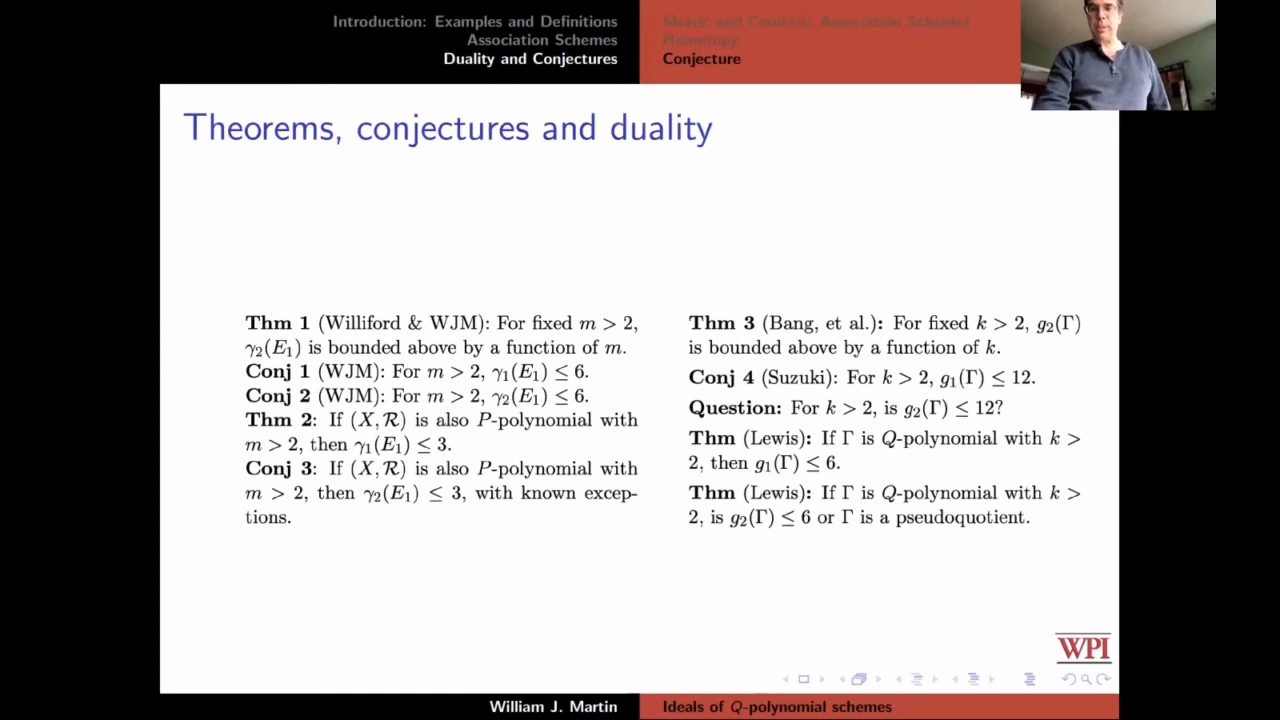 Introduction: Examples and Definitions
Association Schemes
Duality and Conjectures
Metric and Cometric Association Schemes
Homotopy
Conjecture
Theorems, conjectures and duality
Thm 1 (Williford & WJM): For fixed m > 2,
γ₂(E₁) is bounded above by a function of m.
Conj 1 (WJM): For m > 2, γ₁(E₁) ≤ 6.
Conj 2 (WJM): For m > 2, γ₂(E₁) ≤ 6.
Thm 2: If (X, ℛ) is also P-polynomial with
m > 2, then γ₁(E₁) ≤ 3.
Conj 3: If (X, ℛ) is also P-polynomial with
m > 2, then γ₂(E₁) ≤ 3, with known excep-
tions.
Thm 3 (Bang, et al.): For fixed k > 2, g₂(Γ)
is bounded above by a function of k.
Conj 4 (Suzuki): For k > 2, g₁(Γ) ≤ 12.
Question: For k > 2, is g₂(Γ) ≤ 12?
Thm (Lewis): If Γ is Q-polynomial with k >
2, then g₁(Γ) ≤ 6.
Thm (Lewis): If Γ is Q-polynomial with k >
2, is g₂(Γ) ≤ 6 or Γ is a pseudoquotient.
WPI
William J. Martin
Ideals of Q-polynomial schemes